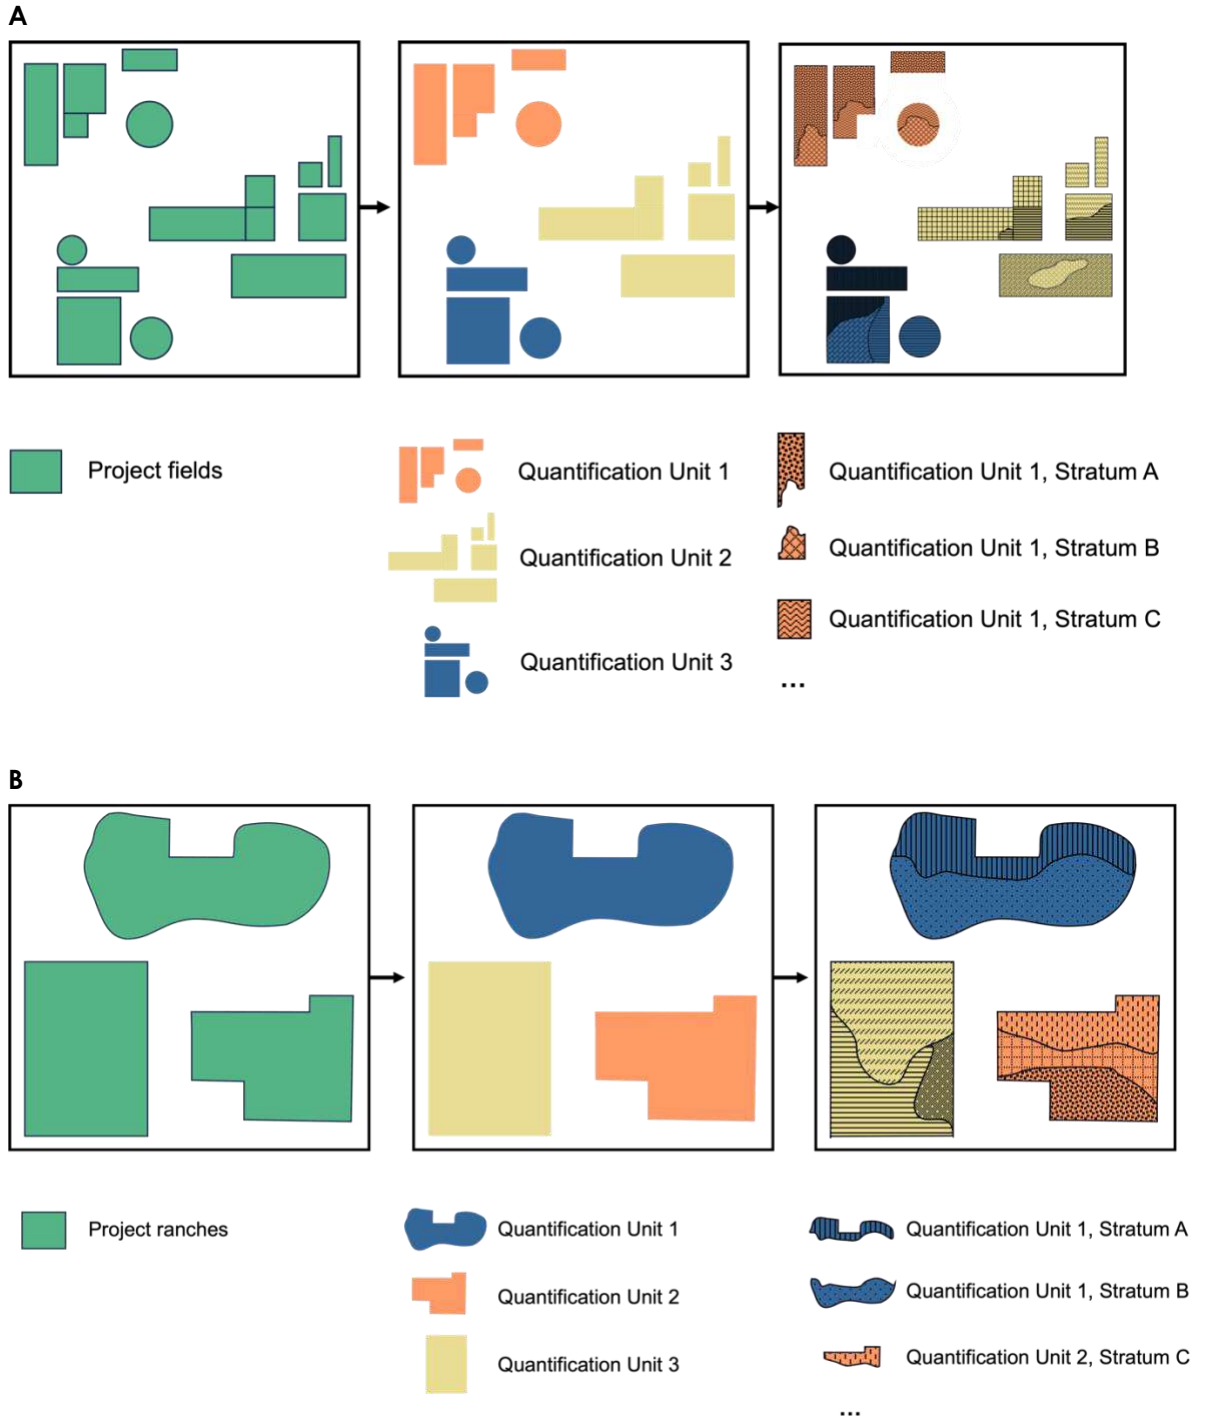 A
Project fields
Quantification Unit 1
Quantification Unit 2
Quantification Unit 3
Quantification Unit 1, Stratum A
Quantification Unit 1, Stratum B
Quantification Unit 1, Stratum C
...
B
Project ranches
Quantification Unit 1
Quantification Unit 2
Quantification Unit 3
Quantification Unit 1, Stratum A
Quantification Unit 1, Stratum B
Quantification Unit 2, Stratum C
...